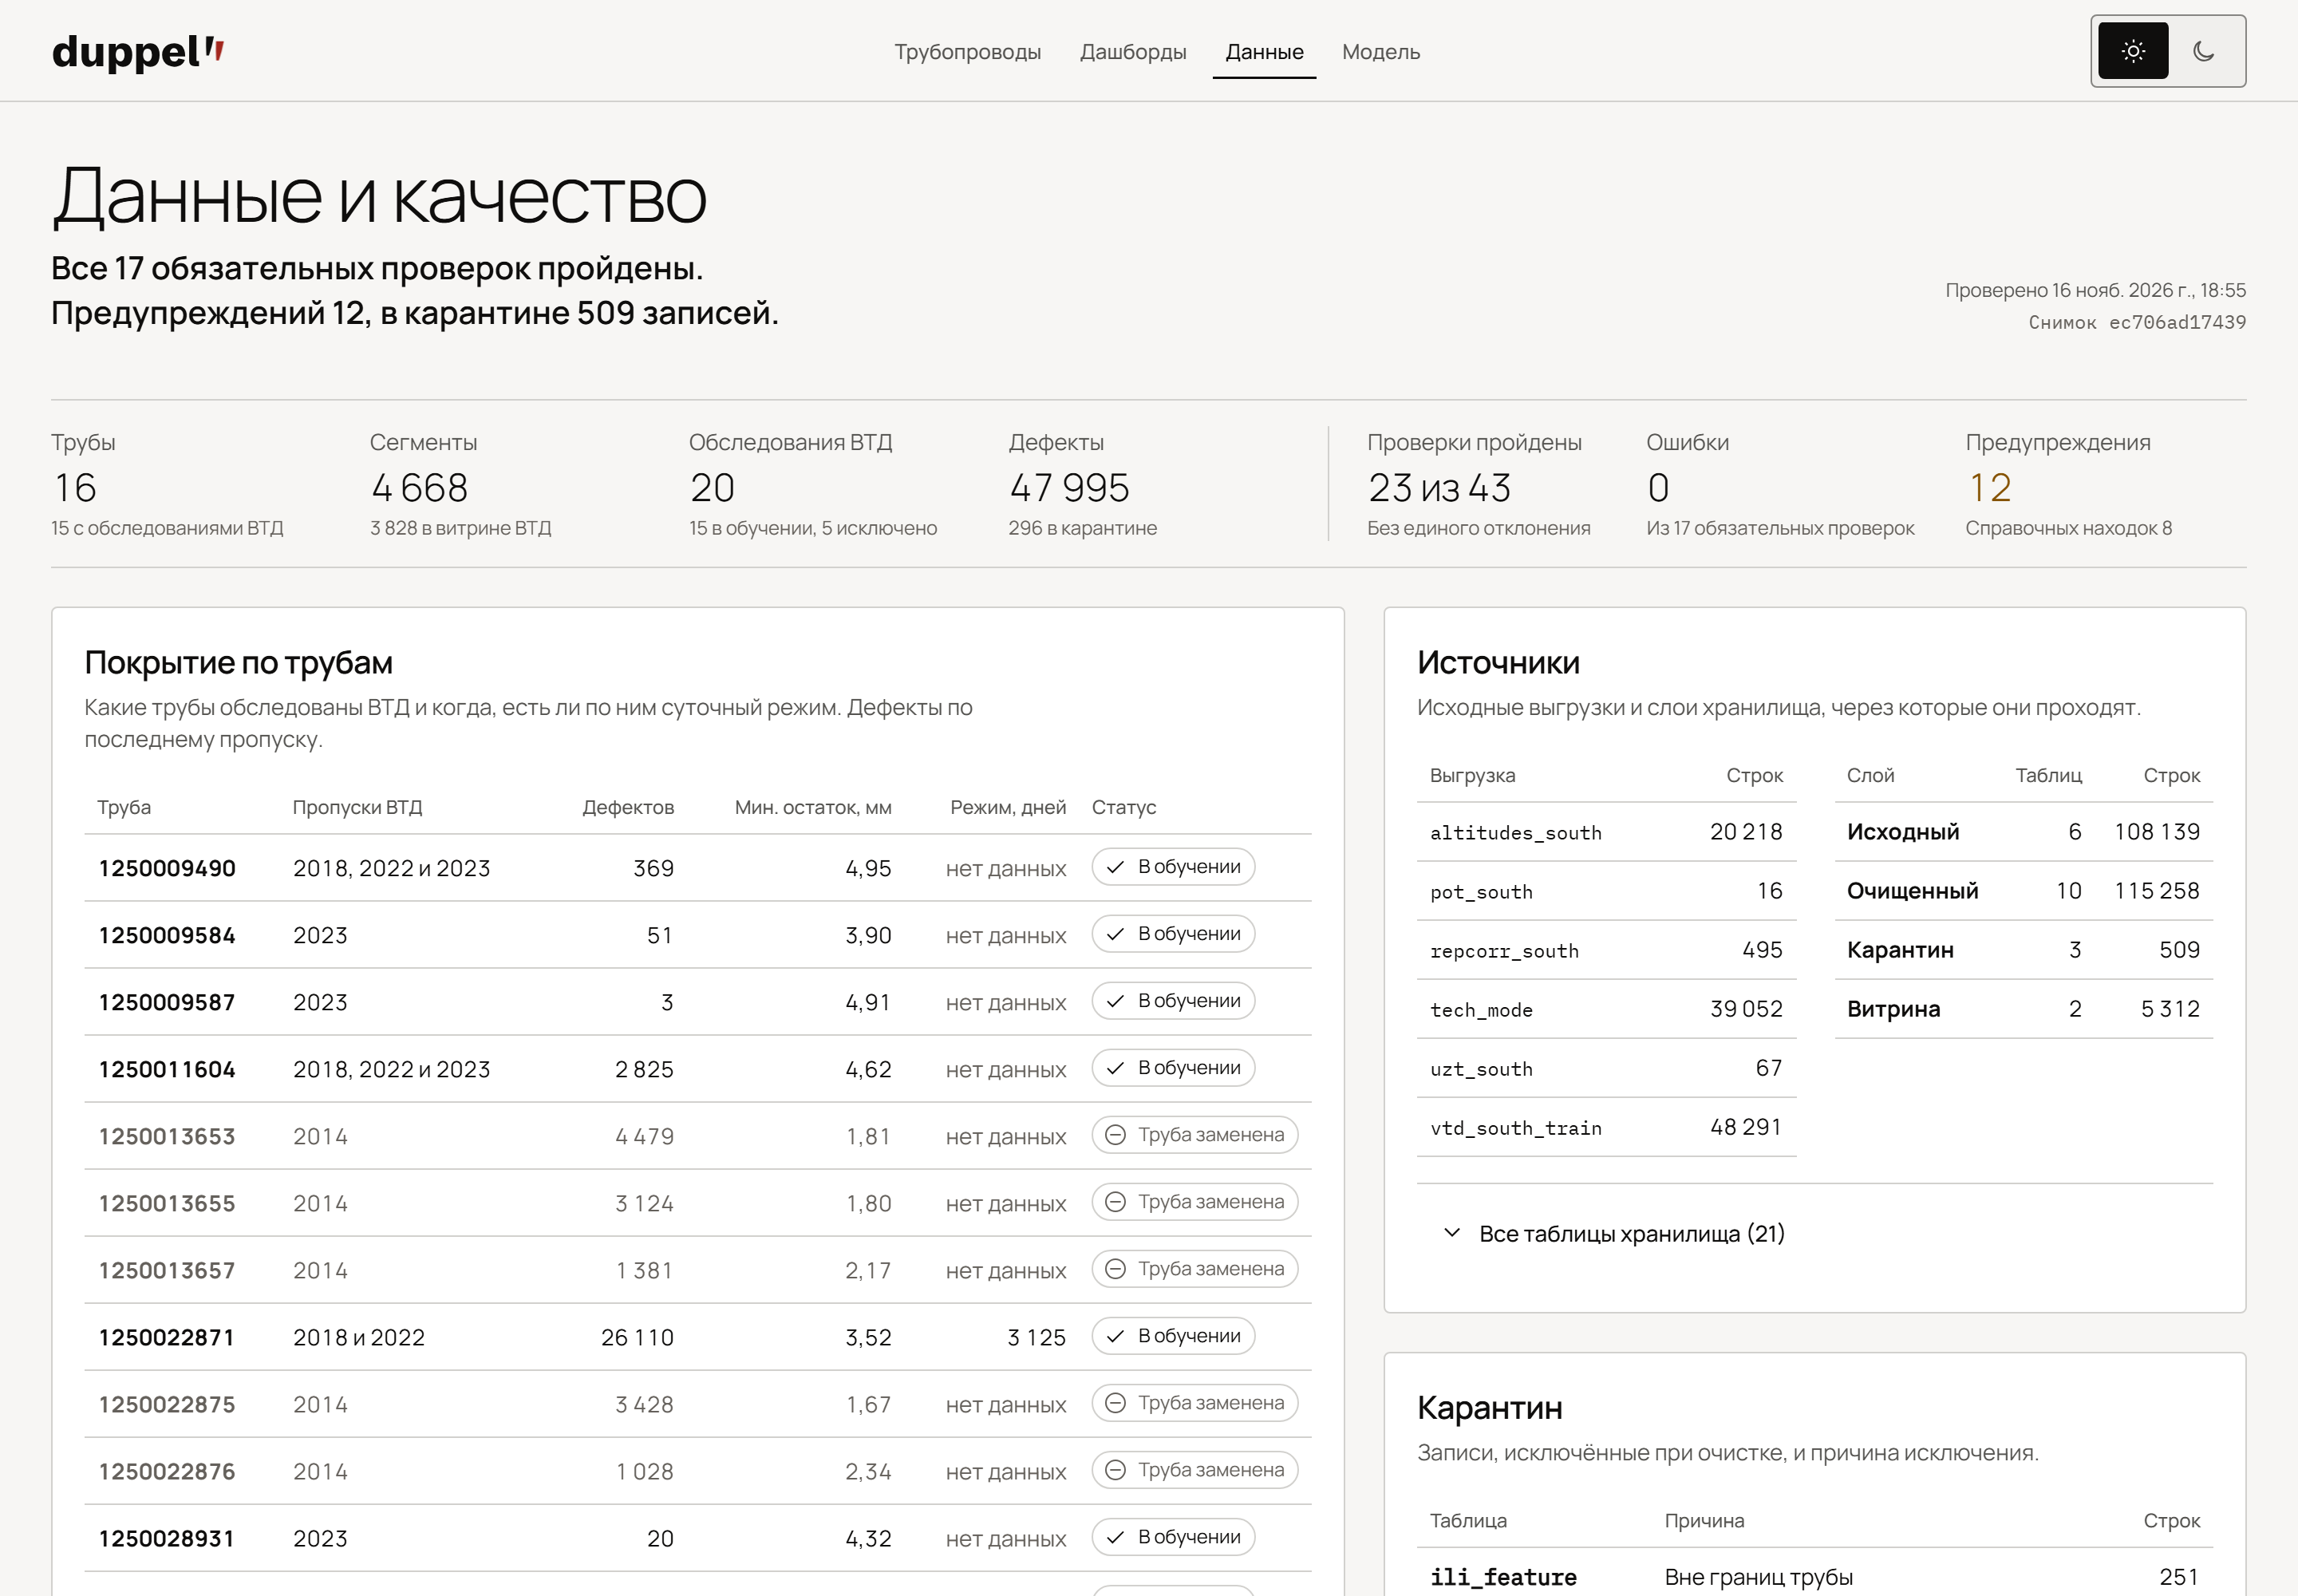 duppel
Трубопроводы Дашборды Данные Модель
Данные и качество
Все 17 обязательных проверок пройдены.
Предупреждений 12, в карантине 509 записей.
Проверено 16 нояб. 2026 г., 18:55
Снимок ec706ad17439
Трубы
16
15 с обследованиями ВТД
Сегменты
4 668
3 828 в витрине ВТД
Обследования ВТД
20
15 в обучении, 5 исключено
Дефекты
47 995
296 в карантине
Проверки пройдены
23 из 43
Без единого отклонения
Ошибки
0
Из 17 обязательных проверок
Предупреждения
12
Справочных находок 8
Покрытие по трубам
Какие трубы обследованы ВТД и когда, есть ли по ним суточный режим. Дефекты по
последнему пропуску.
Труба Пропуски ВТД Дефектов Мин. остаток, мм Режим, дней Статус
1250009490 2018, 2022 и 2023 369 4,95 нет данных В обучении
1250009584 2023 51 3,90 нет данных В обучении
1250009587 2023 3 4,91 нет данных В обучении
1250011604 2018, 2022 и 2023 2 825 4,62 нет данных В обучении
1250013653 2014 4 479 1,81 нет данных Труба заменена
1250013655 2014 3 124 1,80 нет данных Труба заменена
1250013657 2014 1 381 2,17 нет данных Труба заменена
1250022871 2018 и 2022 26 110 3,52 3 125 В обучении
1250022875 2014 3 428 1,67 нет данных Труба заменена
1250022876 2014 1 028 2,34 нет данных Труба заменена
1250028931 2023 20 4,32 нет данных В обучении
Источники
Исходные выгрузки и слои хранилища, через которые они проходят.
Выгрузка Строк
altitudes_south 20 218
pot_south 16
repcorr_south 495
tech_mode 39 052
uzt_south 67
vtd_south_train 48 291
Слой Таблиц Строк
Исходный 6 108 139
Очищенный 10 115 258
Карантин 3 509
Витрина 2 5 312
Все таблицы хранилища (21)
Карантин
Записи, исключённые при очистке, и причина исключения.
Таблица Причина Строк
ili_feature Вне границ трубы 251